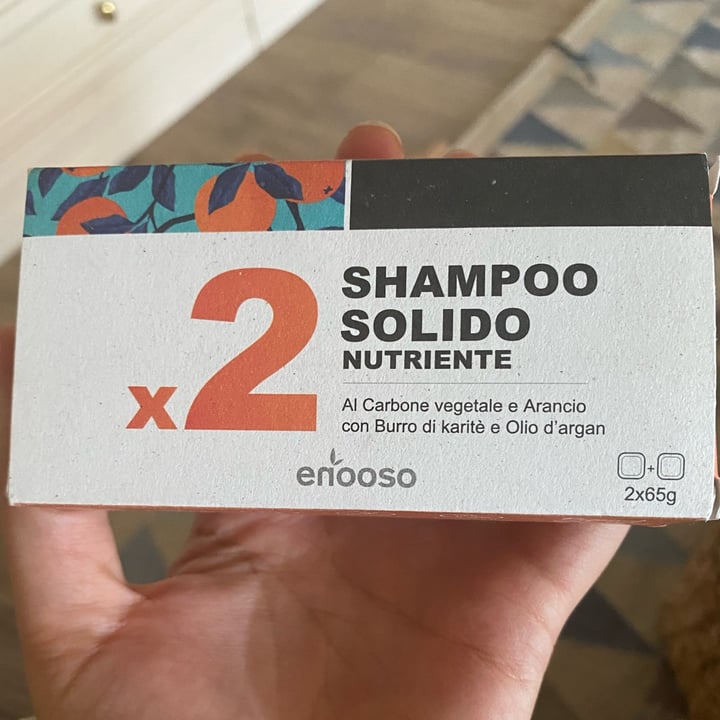 x2
SHAMPOO
SOLIDO
NUTRIENTE
Al Carbone vegetale e Arancio
con Burro di karitè e Olio d'argan
enooso
+
2x65g